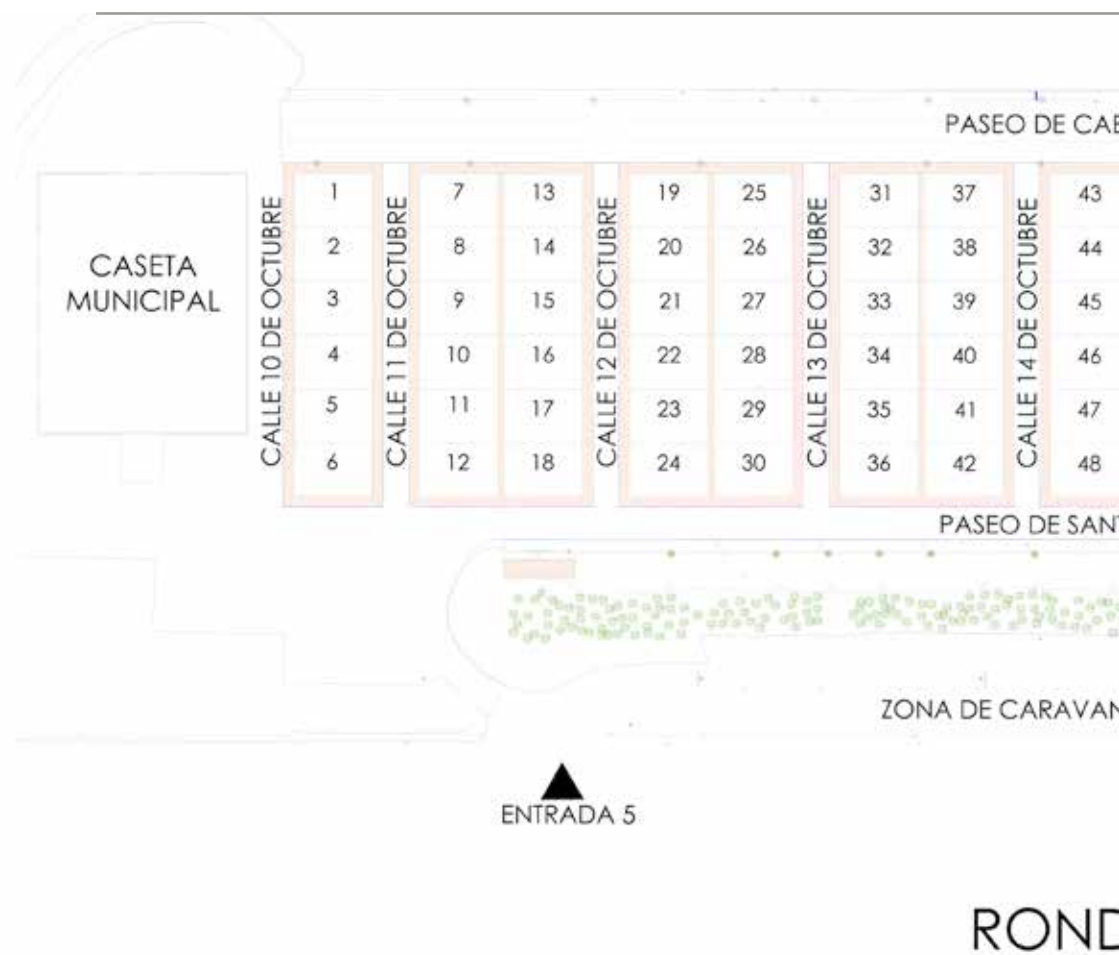 PASEO DE CAB
CASETA
MUNICIPAL
CALLE 10 DE OCTUBRE
1
2
3
4
5
6
CALLE 11 DE OCTUBRE
7 13
8 14
9 15
10 16
11 17
12 18
CALLE 12 DE OCTUBRE
19 25
20 26
21 27
22 28
23 29
24 30
CALLE 13 DE OCTUBRE
31 37
32 38
33 39
34 40
35 41
36 42
CALLE 14 DE OCTUBRE
43
44
45
46
47
48
PASEO DE SANT
ZONA DE CARAVAN
ENTRADA 5
ROND